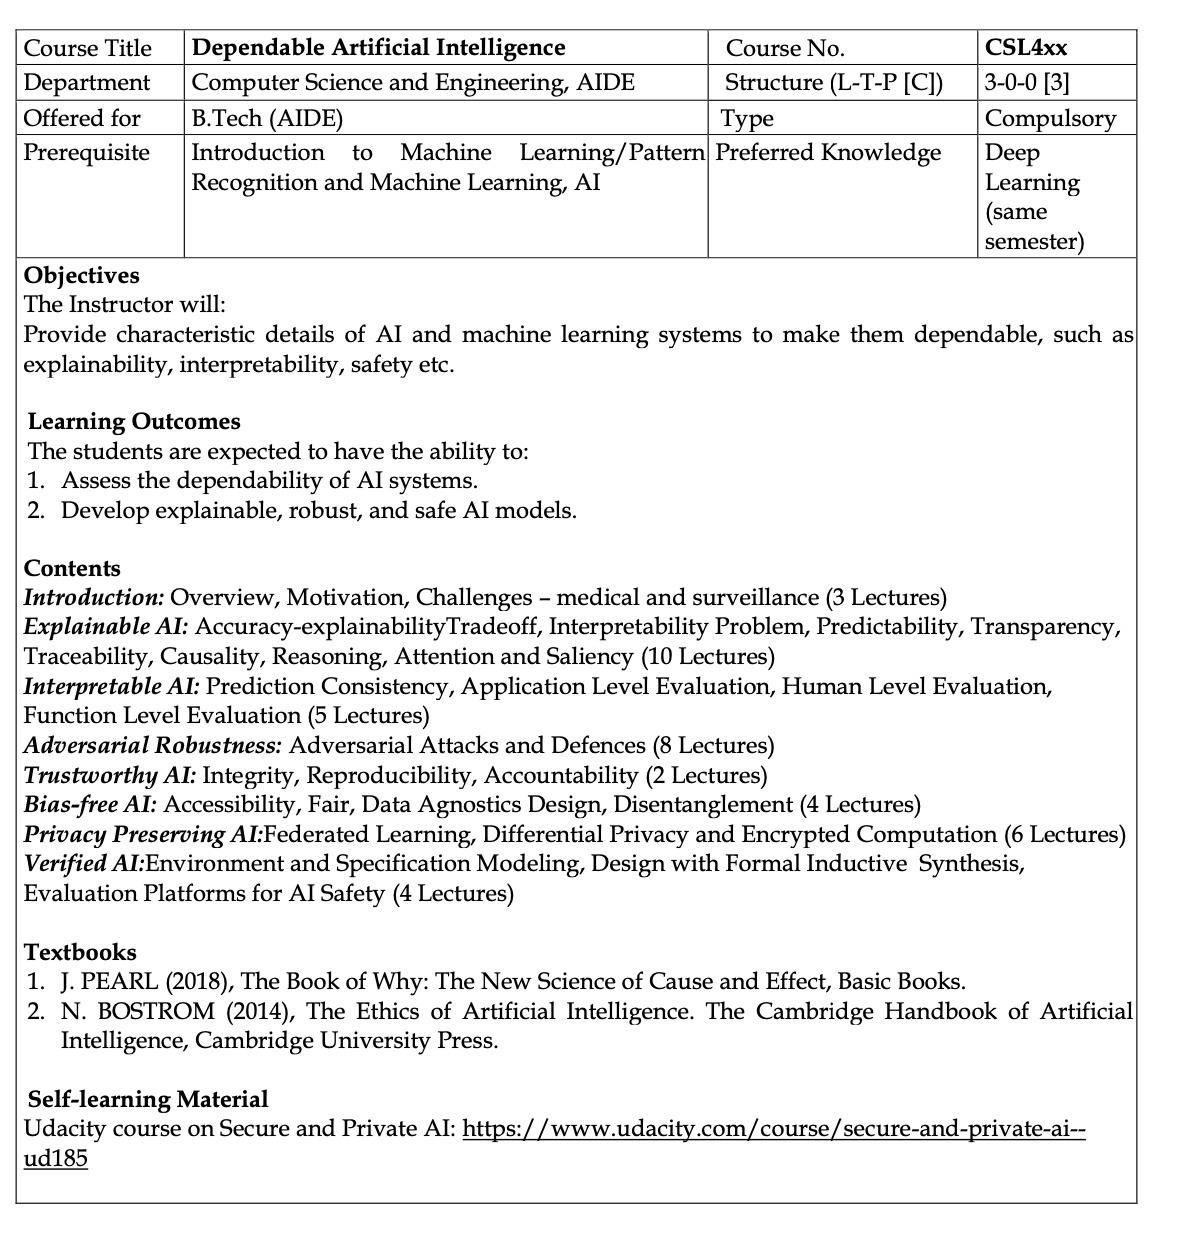 Course Title Dependable Artificial Intelligence Course No. CSL4xx
Department Computer Science and Engineering, AIDE Structure (L-T-P [C]) 3-0-0 [3]
Offered for B.Tech (AIDE) Type Compulsory
Prerequisite Introduction to Machine Learning/Pattern Preferred Knowledge Deep
Recognition and Machine Learning, AI Learning
(same
semester)
Objectives
The Instructor will:
Provide characteristic details of AI and machine learning systems to make them dependable, such as
explainability, interpretability, safety etc.
Learning Outcomes
The students are expected to have the ability to:
1. Assess the dependability of AI systems.
2. Develop explainable, robust, and safe AI models.
Contents
Introduction: Overview, Motivation, Challenges – medical and surveillance (3 Lectures)
Explainable AI: Accuracy-explainabilityTradeoff, Interpretability Problem, Predictability, Transparency,
Traceability, Causality, Reasoning, Attention and Saliency (10 Lectures)
Interpretable AI: Prediction Consistency, Application Level Evaluation, Human Level Evaluation,
Function Level Evaluation (5 Lectures)
Adversarial Robustness: Adversarial Attacks and Defences (8 Lectures)
Trustworthy AI: Integrity, Reproducibility, Accountability (2 Lectures)
Bias-free AI: Accessibility, Fair, Data Agnostics Design, Disentanglement (4 Lectures)
Privacy Preserving AI:Federated Learning, Differential Privacy and Encrypted Computation (6 Lectures)
Verified AI:Environment and Specification Modeling, Design with Formal Inductive Synthesis,
Evaluation Platforms for AI Safety (4 Lectures)
Textbooks
1. J. PEARL (2018), The Book of Why: The New Science of Cause and Effect, Basic Books.
2. N. BOSTROM (2014), The Ethics of Artificial Intelligence. The Cambridge Handbook of Artificial
Intelligence, Cambridge University Press.
Self-learning Material
Udacity course on Secure and Private AI: https://www.udacity.com/course/secure-and-private-ai--
ud185